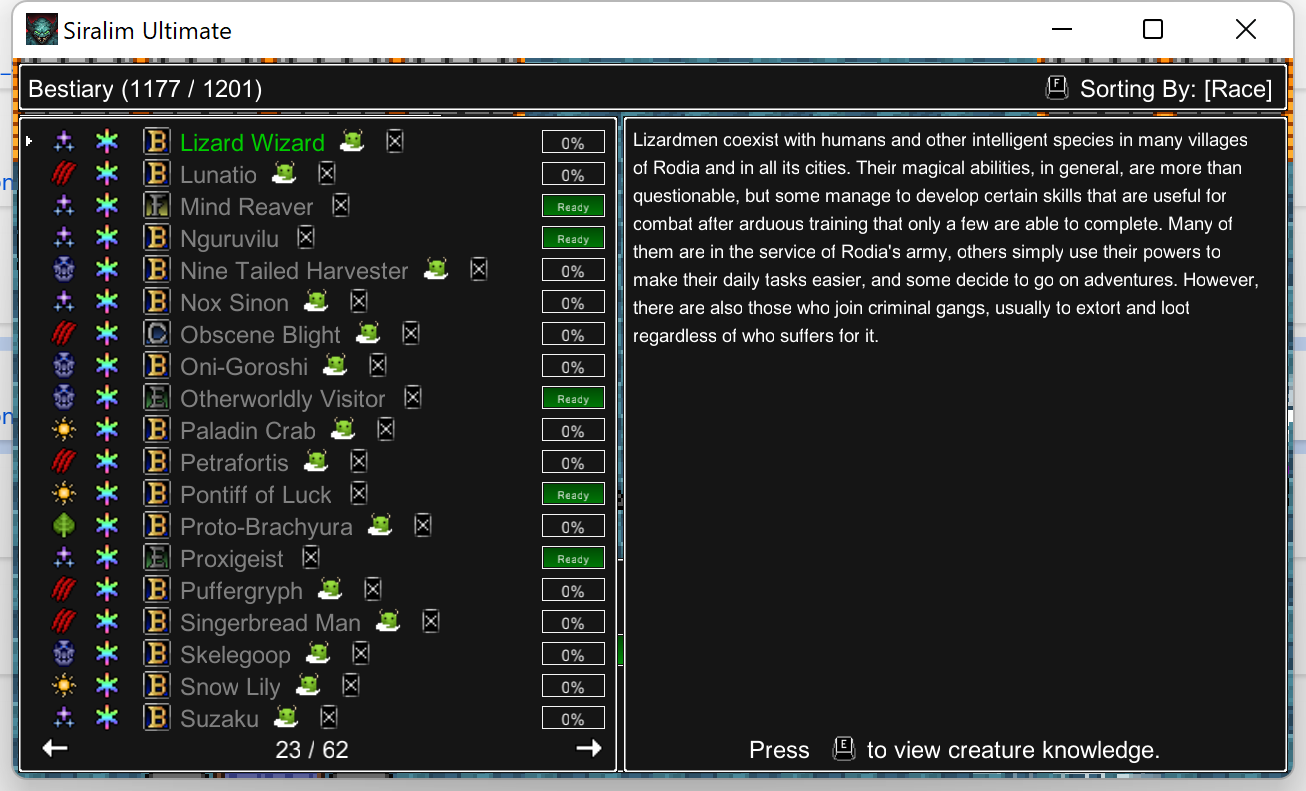 Siralim Ultimate
Bestiary (1177 / 1201)
F Sorting By: [Race]
B Lizard Wizard 0%
B Lunatio 0%
F Mind Reaver Ready
B Nguruvilu Ready
B Nine Tailed Harvester 0%
B Nox Sinon 0%
C Obscene Blight 0%
B Oni-Goroshi 0%
E Otherworldly Visitor Ready
B Paladin Crab 0%
B Petrafortis 0%
B Pontiff of Luck Ready
B Proto-Brachyura 0%
E Proxigeist Ready
B Puffergryph 0%
B Singerbread Man 0%
B Skelegoop 0%
B Snow Lily 0%
B Suzaku 0%
23 / 62
Lizardmen coexist with humans and other intelligent species in many villages
of Rodia and in all its cities. Their magical abilities, in general, are more than
questionable, but some manage to develop certain skills that are useful for
combat after arduous training that only a few are able to complete. Many of
them are in the service of Rodia's army, others simply use their powers to
make their daily tasks easier, and some decide to go on adventures. However,
there are also those who join criminal gangs, usually to extort and loot
regardless of who suffers for it.
Press E to view creature knowledge.